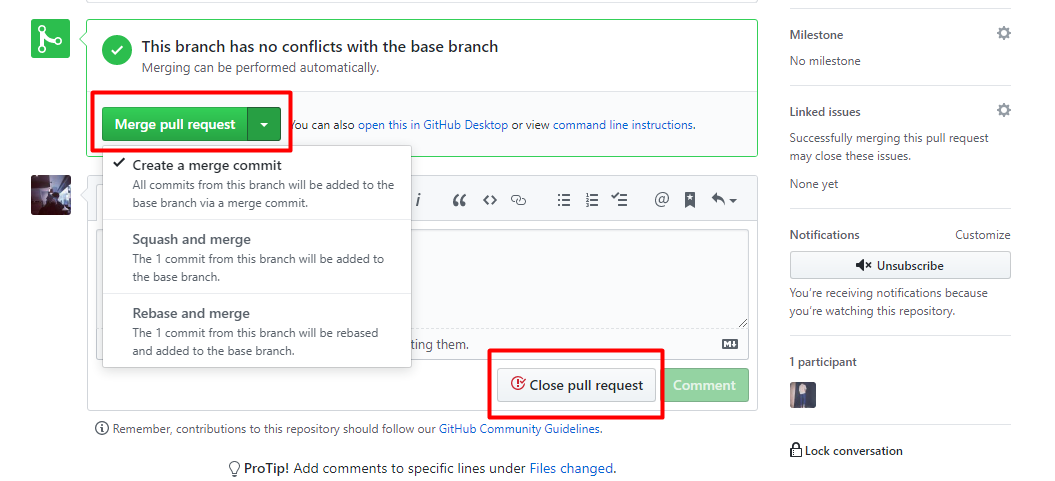 This branch has no conflicts with the base branch
Merging can be performed automatically.
Merge pull request
You can also open this in GitHub Desktop or view command line instructions.
Create a merge commit
All commits from this branch will be added to the
base branch via a merge commit.
Squash and merge
The 1 commit from this branch will be added to
the base branch.
Rebase and merge
The 1 commit from this branch will be rebased
and added to the base branch.
i
ting them.
Close pull request
Comment
Remember, contributions to this repository should follow our GitHub Community Guidelines.
ProTip! Add comments to specific lines under Files changed.
Milestone
No milestone
Linked issues
Successfully merging this pull request
may close these issues.
None yet
Notifications Customize
Unsubscribe
You're receiving notifications because
you're watching this repository.
1 participant
Lock conversation